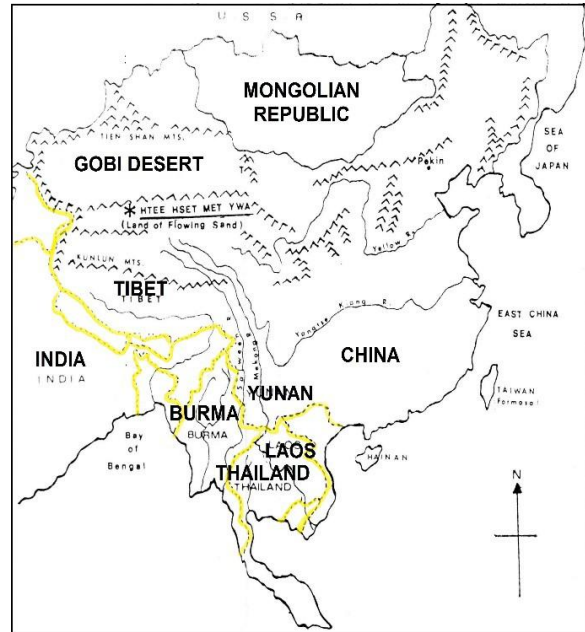 U S S A
MONGOLIAN
REPUBLIC
TIEN SHAN MTS.
GOBI DESERT
SEA
OF
JAPAN
Pekin
* HTEE HSET MET YWA
(Land of Flowing Sand)
Yellow R.
KUNLUN MTS.
TIBET
TIBET
Salween R.
Mekong
Yangtse Kiang R.
EAST CHINA
SEA
INDIA
INDIA
CHINA
YUNAN
TAIWAN
Formosa)
BURMA
BURMA
Bay
of
Bengal
LAOS
HAINAN
THAILAND
THAILAND
N